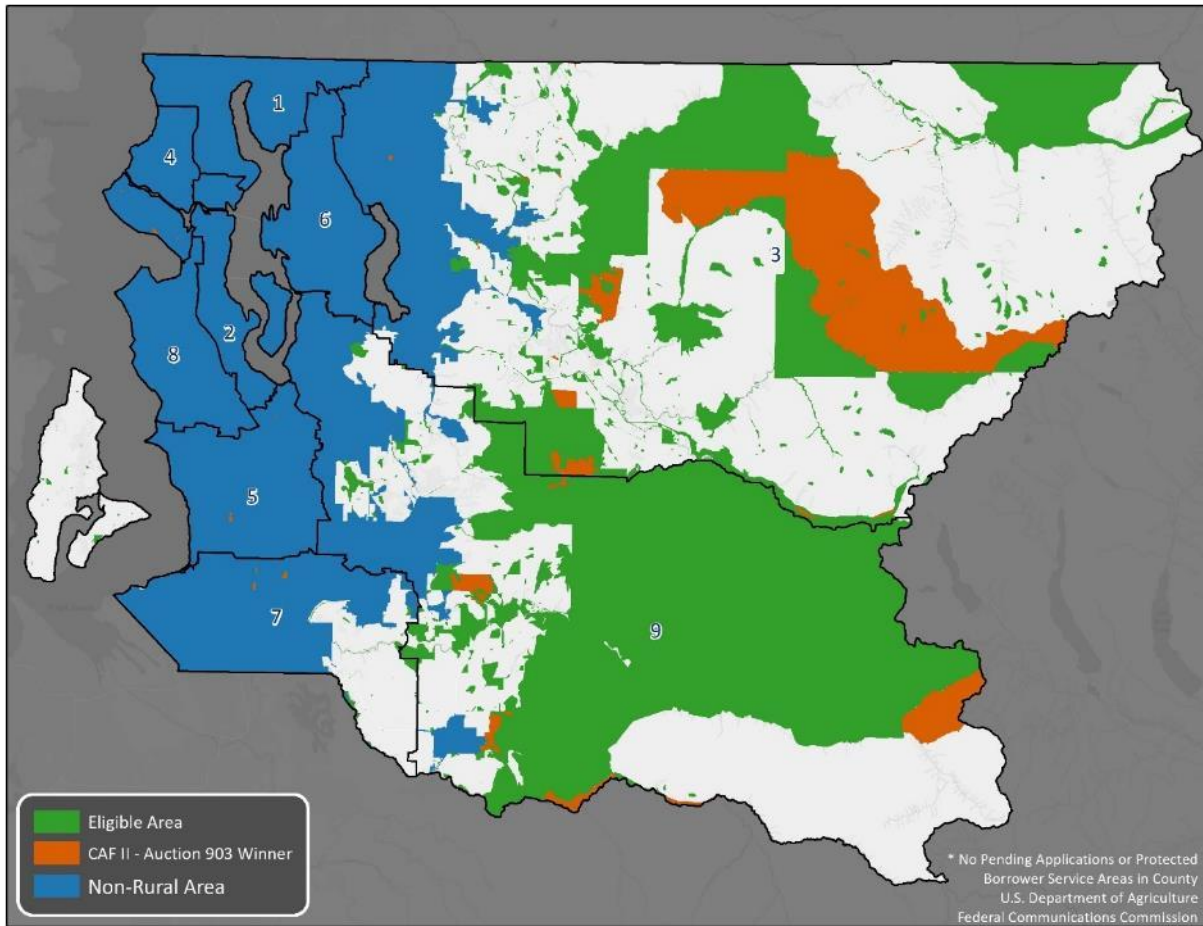 1
4
6
3
2
8
5
7
9
Eligible Area
CAF II - Auction 903 Winner
Non-Rural Area
* No Pending Applications or Protected
Borrower Service Areas in County
U.S. Department of Agriculture
Federal Communications Commission